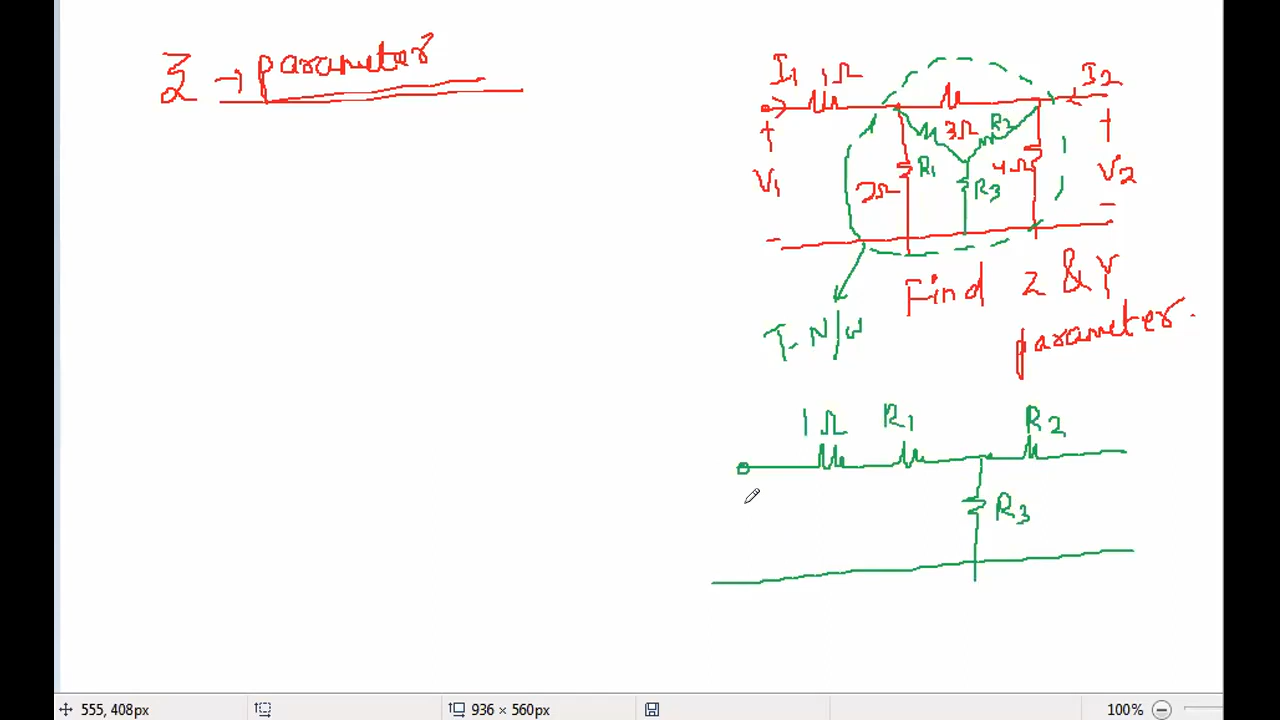 Z → parameter
I1 1Ω I2
+ 3Ω R2 +
V1 R1 4Ω V2
2Ω R3
- -
Find Z & Y
parameter.
T-N/W
1Ω R1 R2
R3
555, 408px 936 × 560px 100%